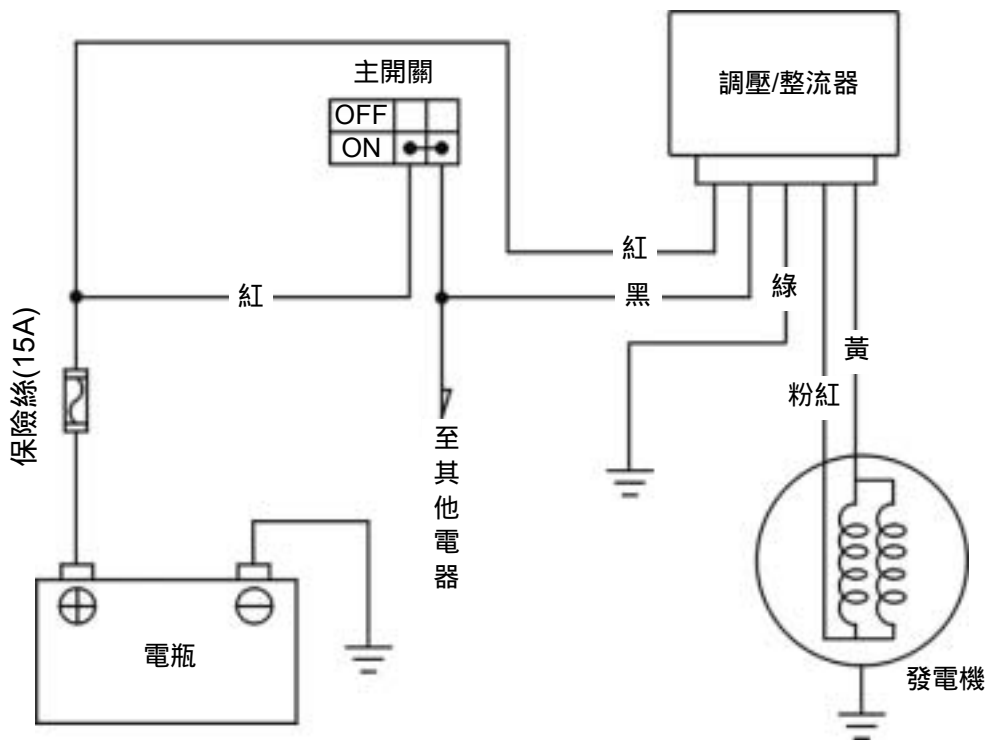 主開關
OFF
ON
調壓/整流器
紅
紅
黑
綠
黃
粉紅
保險絲(15A)
至其他電器
電瓶
發電機